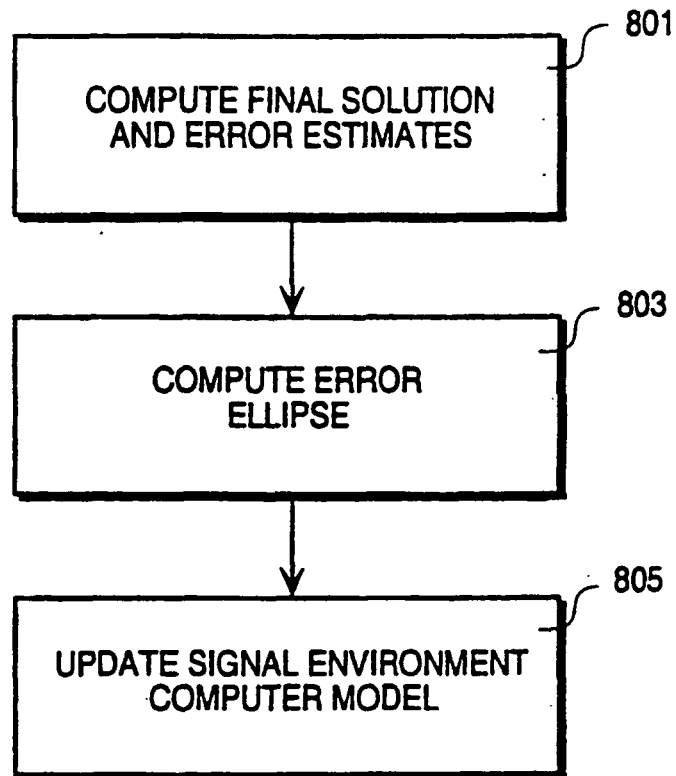 801
COMPUTE FINAL SOLUTION
AND ERROR ESTIMATES
803
COMPUTE ERROR
ELLIPSE
805
UPDATE SIGNAL ENVIRONMENT
COMPUTER MODEL